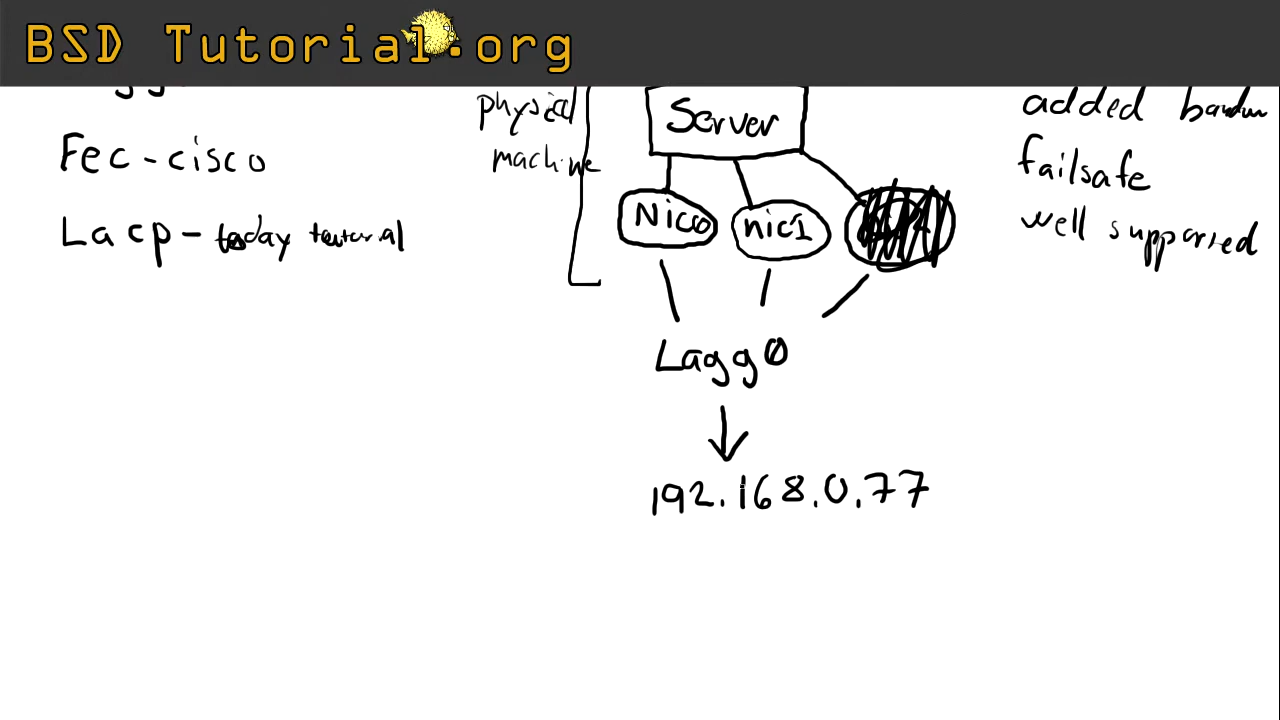 BSD Tutorial.org
physical
machine
Server
added
Fec - cisco
failsafe
Lacp - today
Nic0
nic1
well supported
Lagg0
192.168.0.77